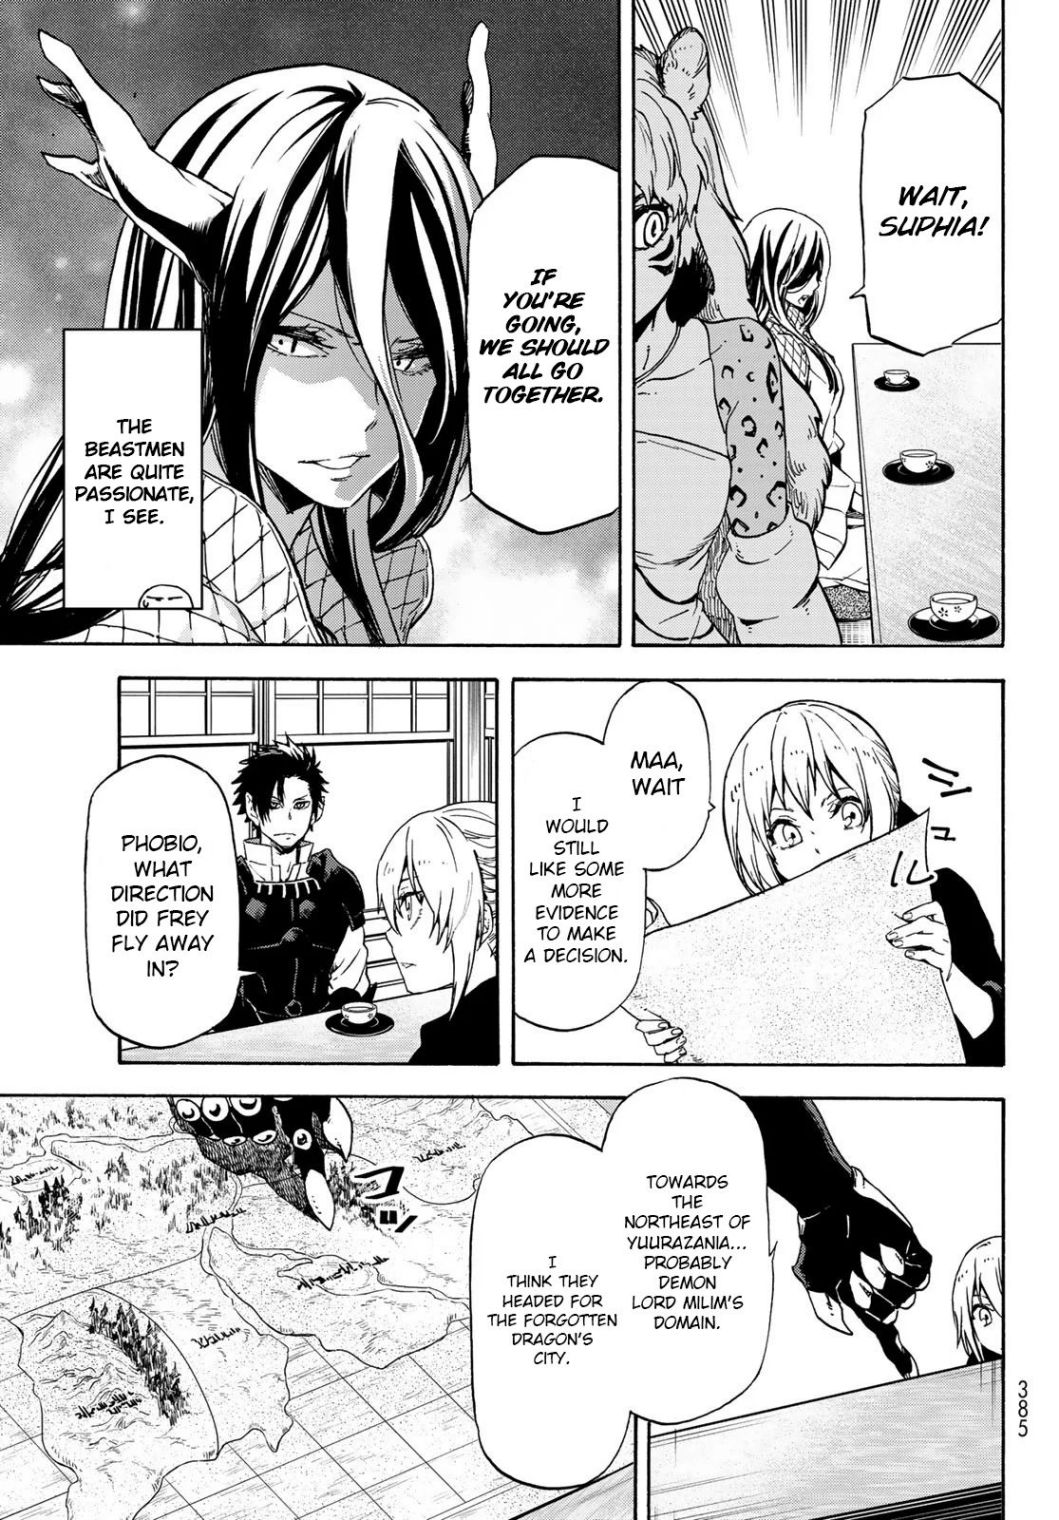 WAIT,
SUPHIA!
IF
YOU'RE
GOING,
WE SHOULD
ALL GO
TOGETHER.
THE
BEASTMEN
ARE QUITE
PASSIONATE,
I SEE.
MAA,
WAIT
I
WOULD
STILL
LIKE SOME
MORE
EVIDENCE
TO MAKE
A DECISION.
PHOBIO,
WHAT
DIRECTION
DID FREY
FLY AWAY
IN?
TOWARDS
THE
NORTHEAST OF
YUURAZANIA...
PROBABLY
DEMON
LORD MILIM'S
DOMAIN.
I
THINK THEY
HEADED FOR
THE FORGOTTEN
DRAGON'S
CITY.
385